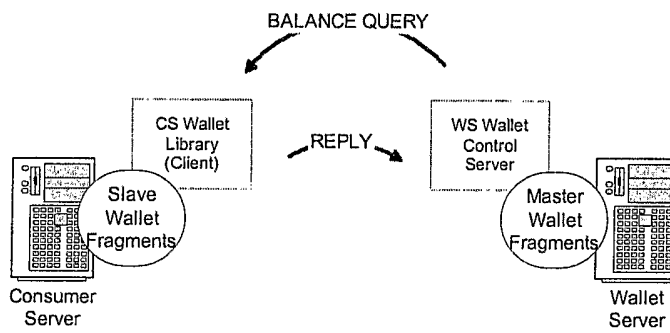 BALANCE QUERY
CS Wallet
Library
(Client)
REPLY
WS Wallet
Control
Server
Slave
Wallet
Fragments
Master
Wallet
Fragments
Consumer
Server
Wallet
Server